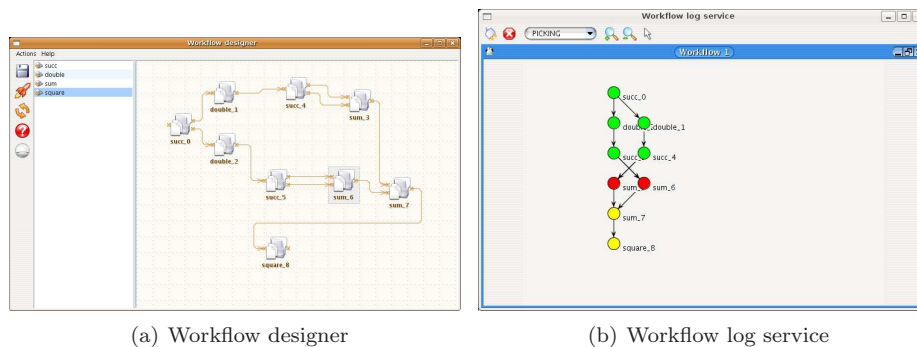 Workflow designer
Actions Help
succ
double
sum
square
succ_0
double_1
double_2
succ_4
sum_3
succ_5
sum_6
sum_7
square_8
(a) Workflow designer
Workflow log service
PICKING
Workflow_1
succ_0
double_1
succ_4
sum_6
sum_7
square_8
(b) Workflow log service